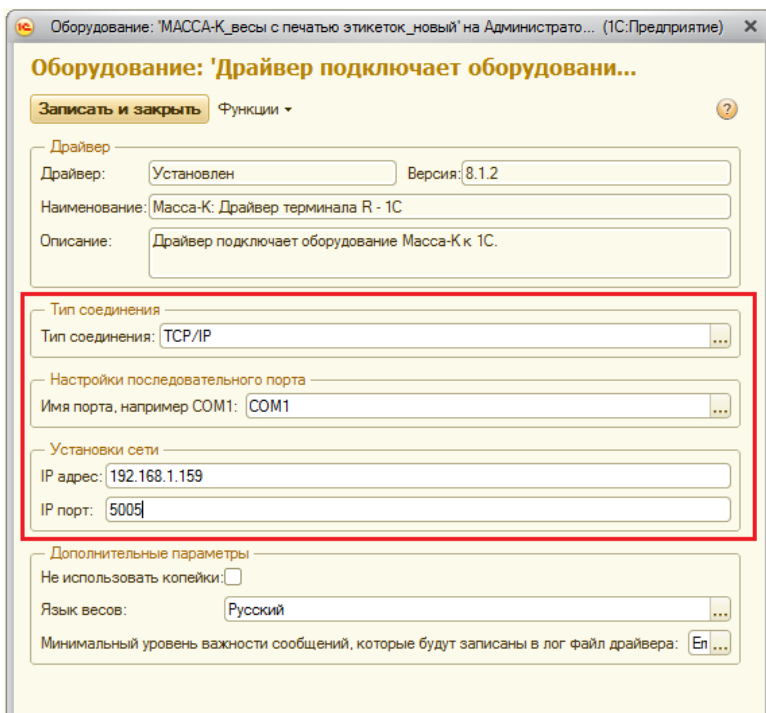 Оборудование: 'МАССА-К_весы с печатью этикеток_новый' на Администрато... (1С:Предприятие)
Оборудование: 'Драйвер подключает оборудовани...
Записать и закрыть Функции
Драйвер
Драйвер: Установлен Версия: 8.1.2
Наименование: Масса-К: Драйвер терминала R - 1С
Описание: Драйвер подключает оборудование Масса-К к 1С.
Тип соединения
Тип соединения: TCP/IP ...
Настройки последовательного порта
Имя порта, например COM1: COM1 ...
Установки сети
IP адрес: 192.168.1.159
IP порт: 5005
Дополнительные параметры
Не использовать копейки:
Язык весов: Русский ...
Минимальный уровень важности сообщений, которые будут записаны в лог файл драйвера: ...